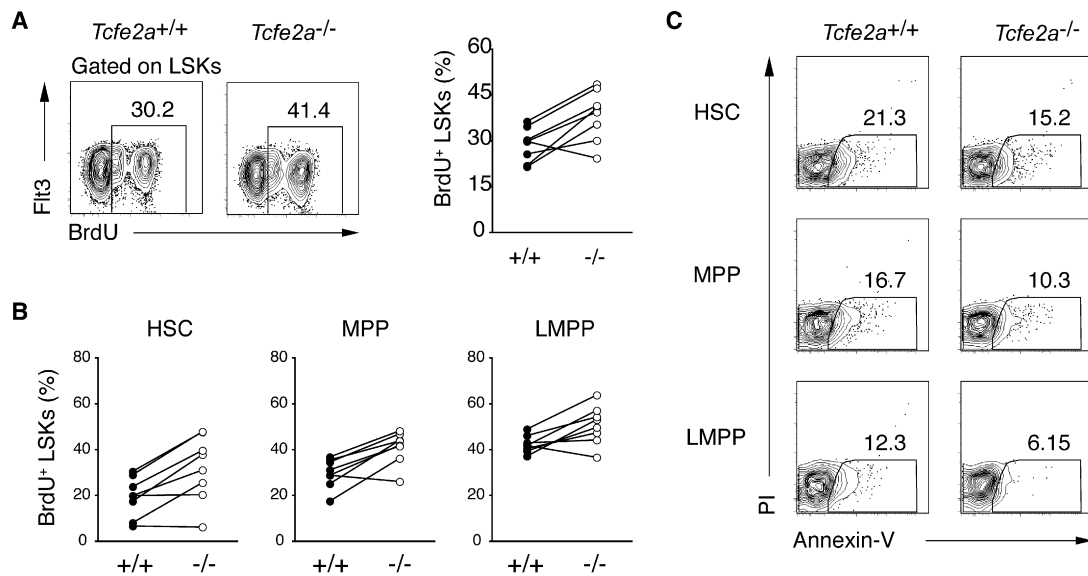 A
Tcfe2a+/+ Tcfe2a-/-
Gated on LSKs
30.2 41.4
Flt3
BrdU
BrdU+ LSKs (%)
60
45
30
15
0
+/+ -/-
B
HSC MPP LMPP
BrdU+ LSKs (%)
80 80 80
60 60 60
40 40 40
20 20 20
0 0 0
+/+ -/- +/+ -/- +/+ -/-
C
Tcfe2a+/+ Tcfe2a-/-
HSC
21.3 15.2
MPP
16.7 10.3
LMPP
12.3 6.15
PI
Annexin-V